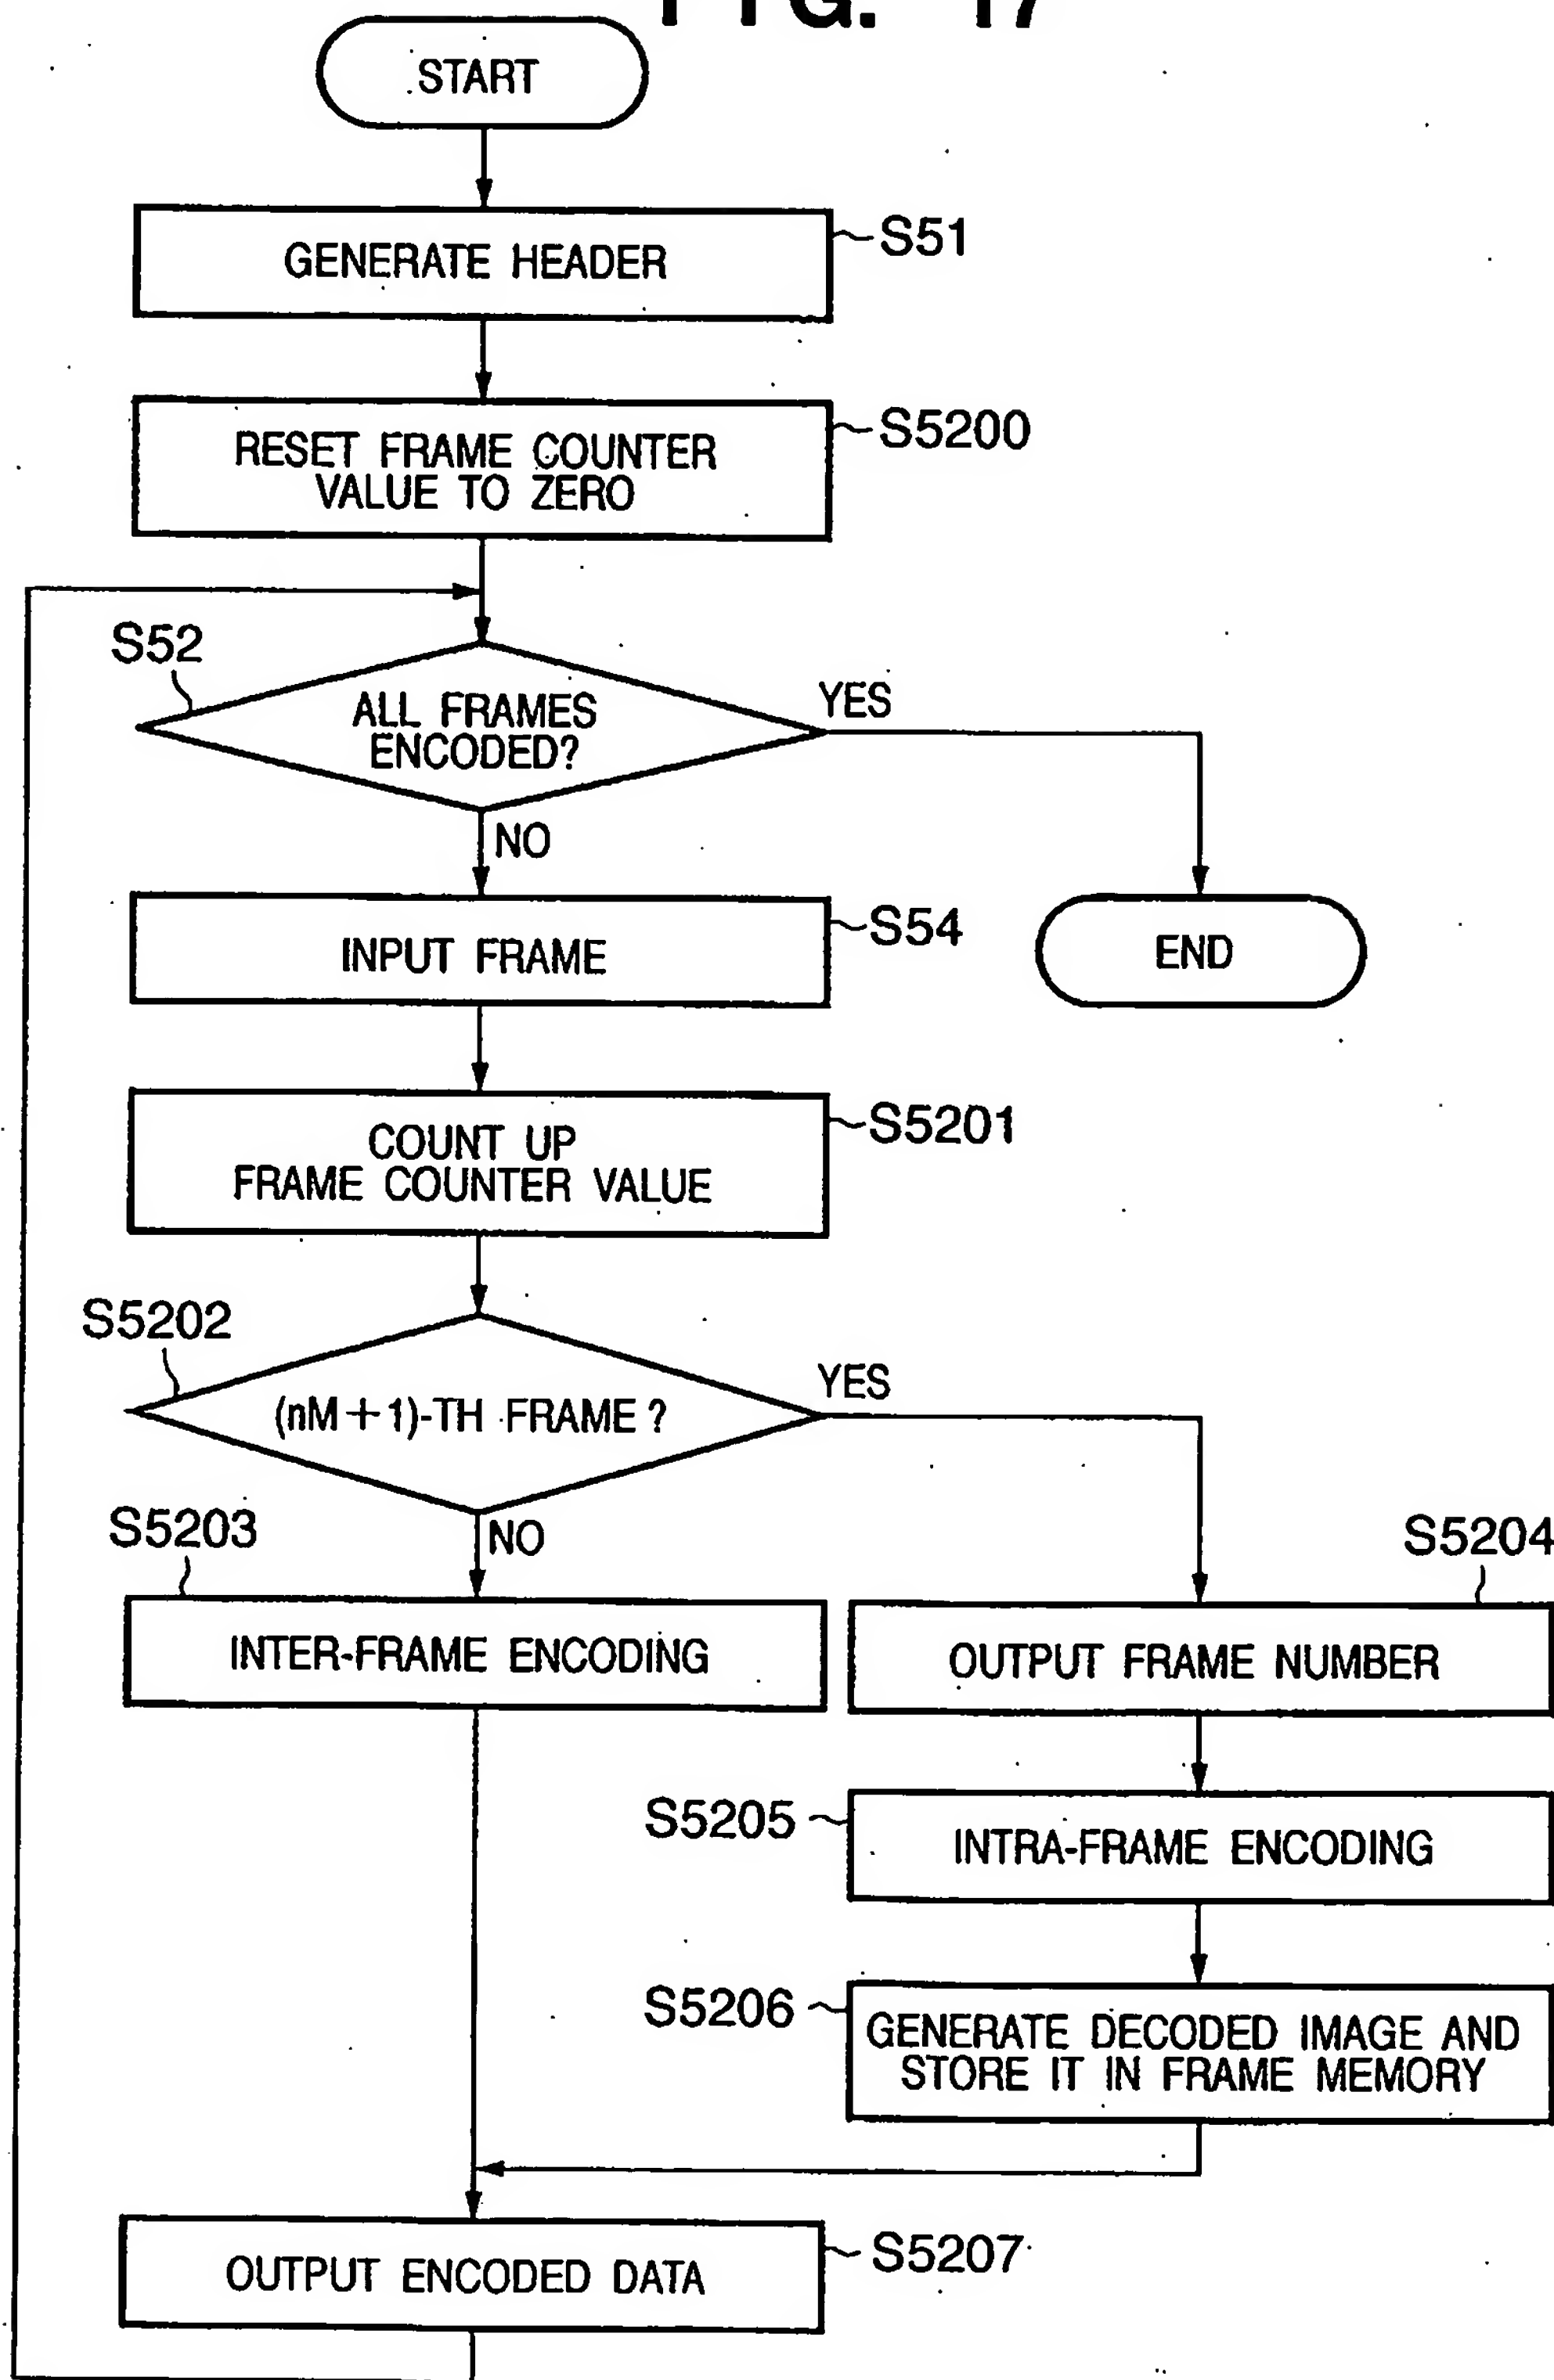 FIG. 17
START
GENERATE HEADER
S51
RESET FRAME COUNTER
VALUE TO ZERO
S5200
S52
ALL FRAMES
ENCODED?
YES
NO
INPUT FRAME
S54
END
COUNT UP
FRAME COUNTER VALUE
S5201
S5202
(nM+1)-TH FRAME?
YES
NO
S5203
INTER-FRAME ENCODING
S5204
OUTPUT FRAME NUMBER
S5205
INTRA-FRAME ENCODING
S5206
GENERATE DECODED IMAGE AND
STORE IT IN FRAME MEMORY
OUTPUT ENCODED DATA
S5207